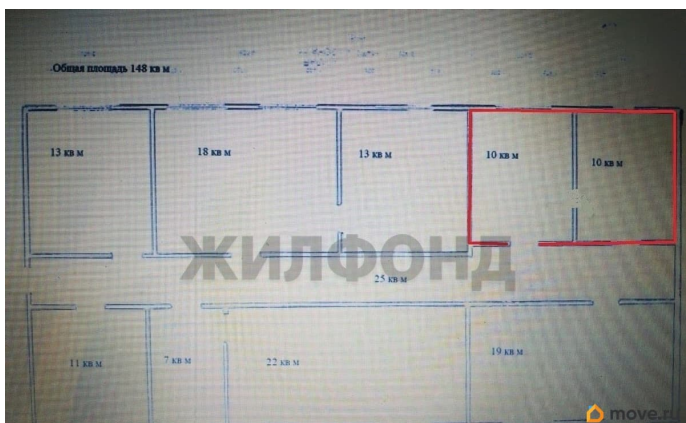 Общая площадь 148 кв м
13 кв м
18 кв м
13 кв м
10 кв м
10 кв м
ЖИЛФОНД
25 кв м
11 кв м
7 кв м
22 кв м
19 кв м
move.ru